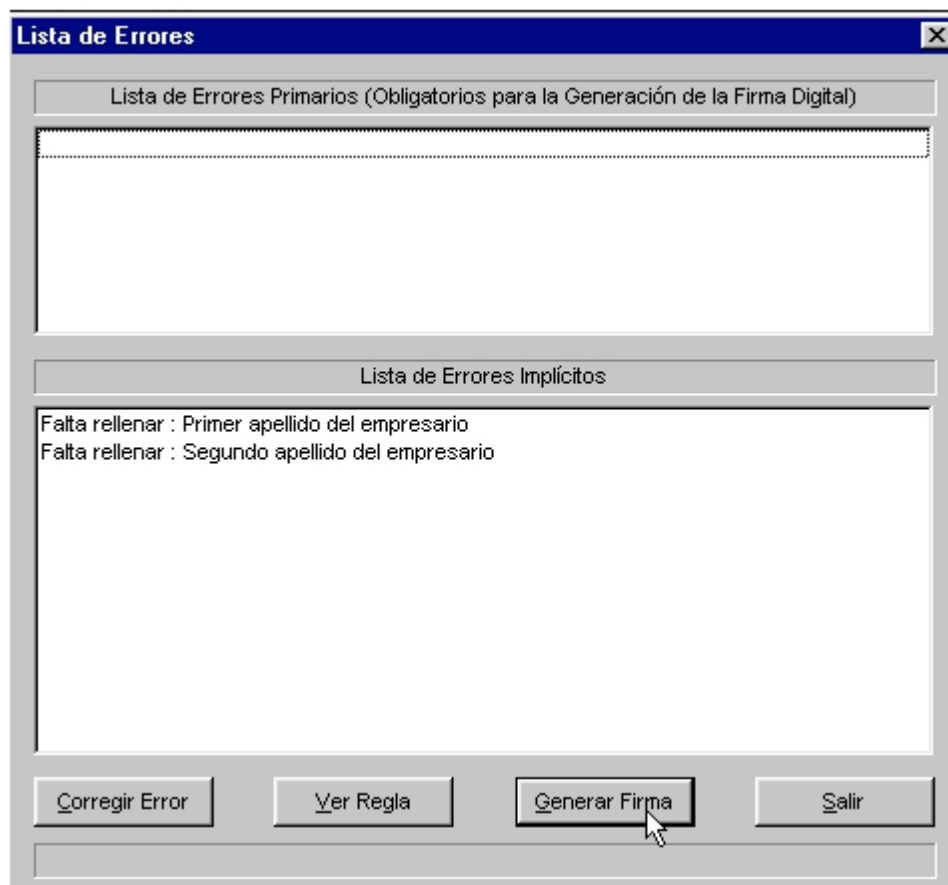 Lista de Errores
Lista de Errores Primarios (Obligatorios para la Generación de la Firma Digital)
Lista de Errores Implícitos
Falta rellenar : Primer apellido del empresario
Falta rellenar : Segundo apellido del empresario
Corregir Error
Ver Regla
Generar Firma
Salir